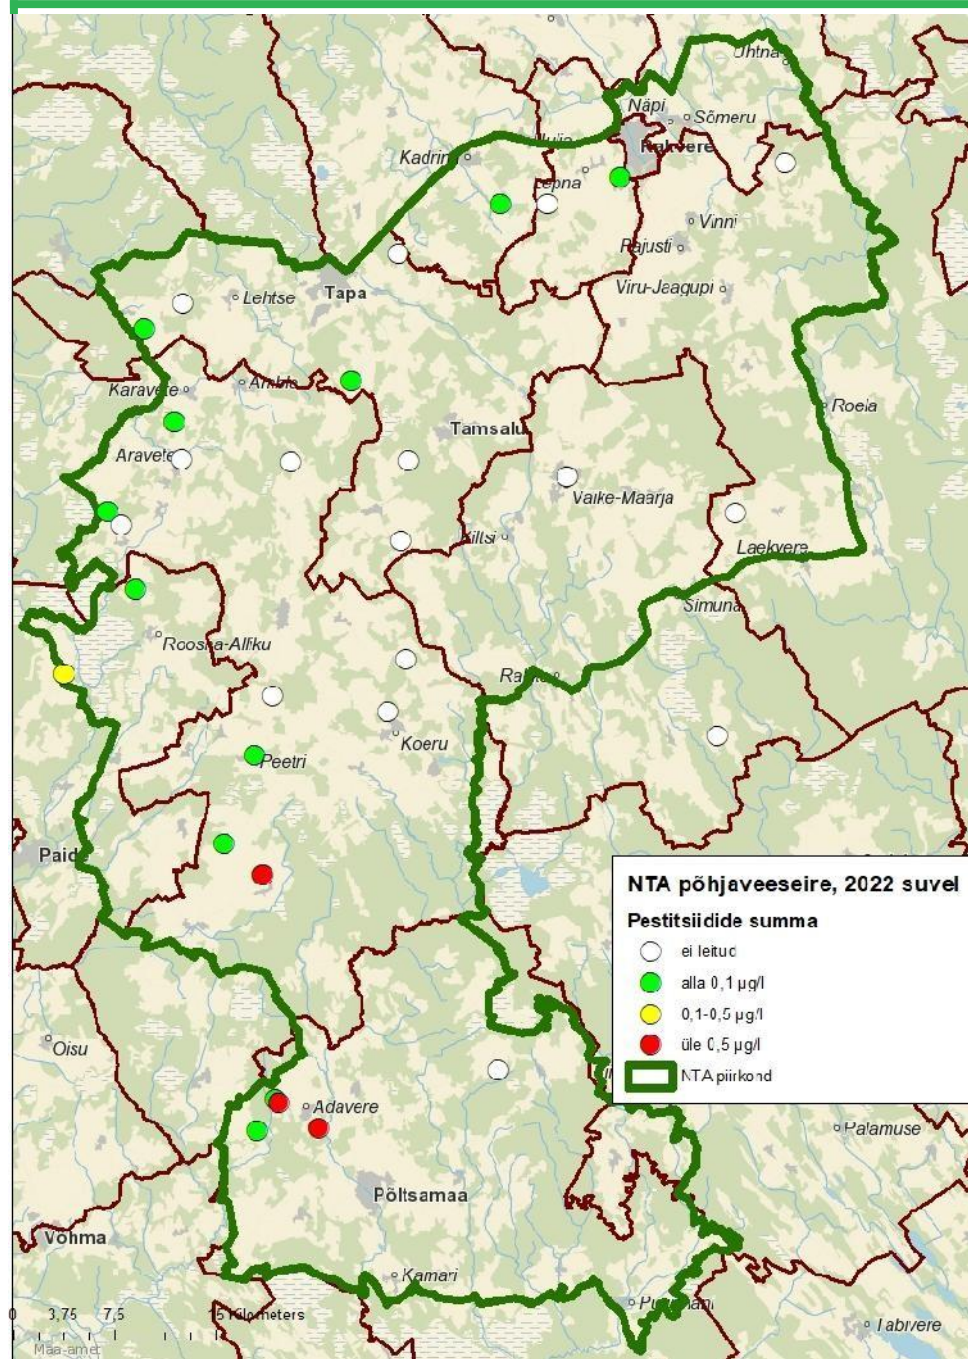 Uhtna
Näpi
Sõmeru
Hulja
Rakvere
Kadrina
Lepna
Vinni
Pajusti
Viru-Jaagupi
Lehtse
Tapa
Karavete
Ambla
Roela
Tamsalu
Aravete
Väike-Maarja
Kiltsi
Laekvere
Simuna
Roosna-Alliku
Rakke
Koeru
Peetri
Paide
NTA põhjaveeseire, 2022 suvel
Pestitsiidide summa
ei leitud
alla 0,1 µg/l
0,1-0,5 µg/l
üle 0,5 µg/l
NTA piirkond
Oisu
Adavere
Palamuse
Põltsamaa
Võhma
Kamari
Puurmani
Tabivere
0 3,75 7,5 15 Kilometers
Maa-amet